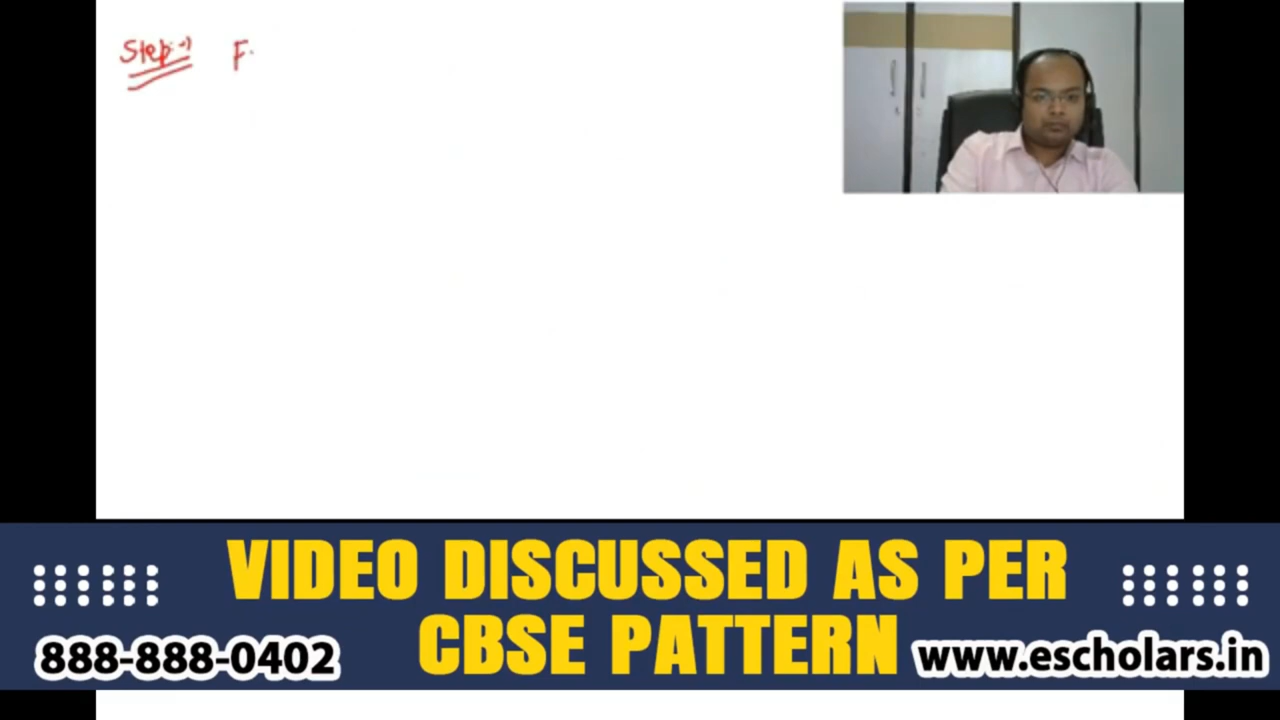 Step:-1 F.
VIDEO DISCUSSED AS PER
CBSE PATTERN
888-888-0402
www.escholars.in